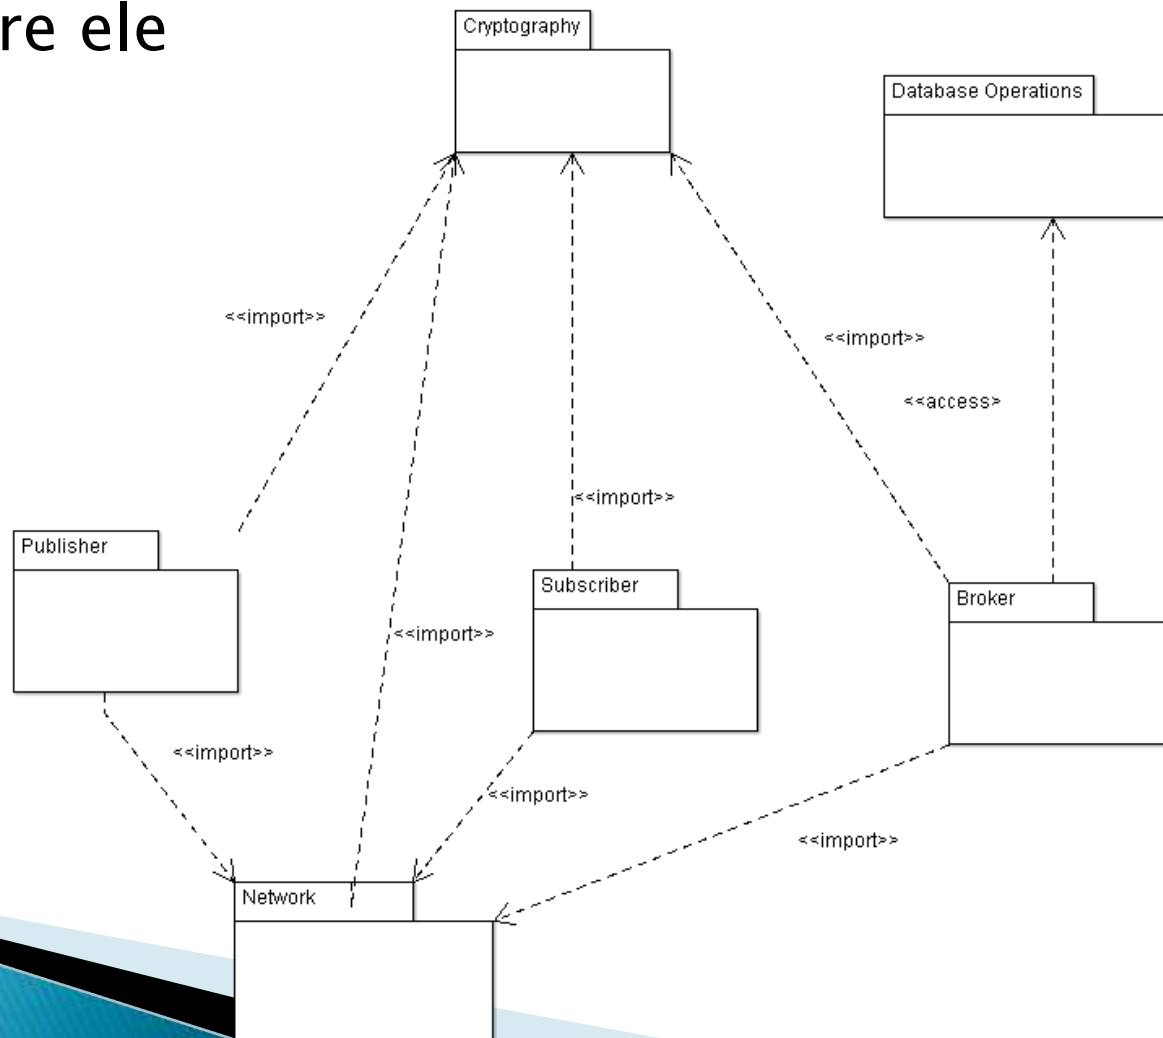 re ele
Cryptography
Database Operations
<<import>>
<<import>>
<<access>
<<import>>
Publisher
Subscriber
Broker
<<import>>
<<import>>
<<import>>
<<import>>
Network